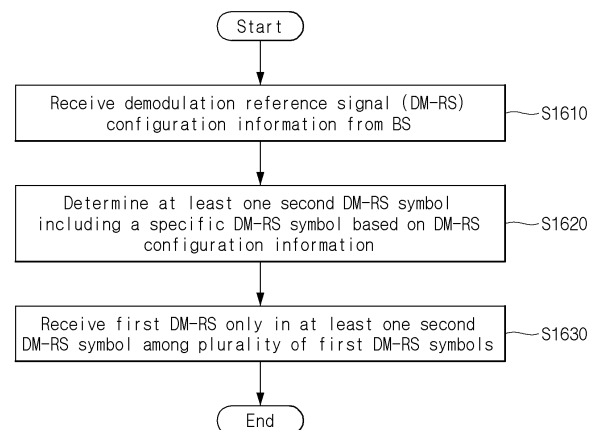 Start
Receive demodulation reference signal (DM-RS)
configuration information from BS
S1610
Determine at least one second DM-RS symbol
including a specific DM-RS symbol based on DM-RS
configuration information
S1620
Receive first DM-RS only in at least one second
DM-RS symbol among plurality of first DM-RS symbols
S1630
End